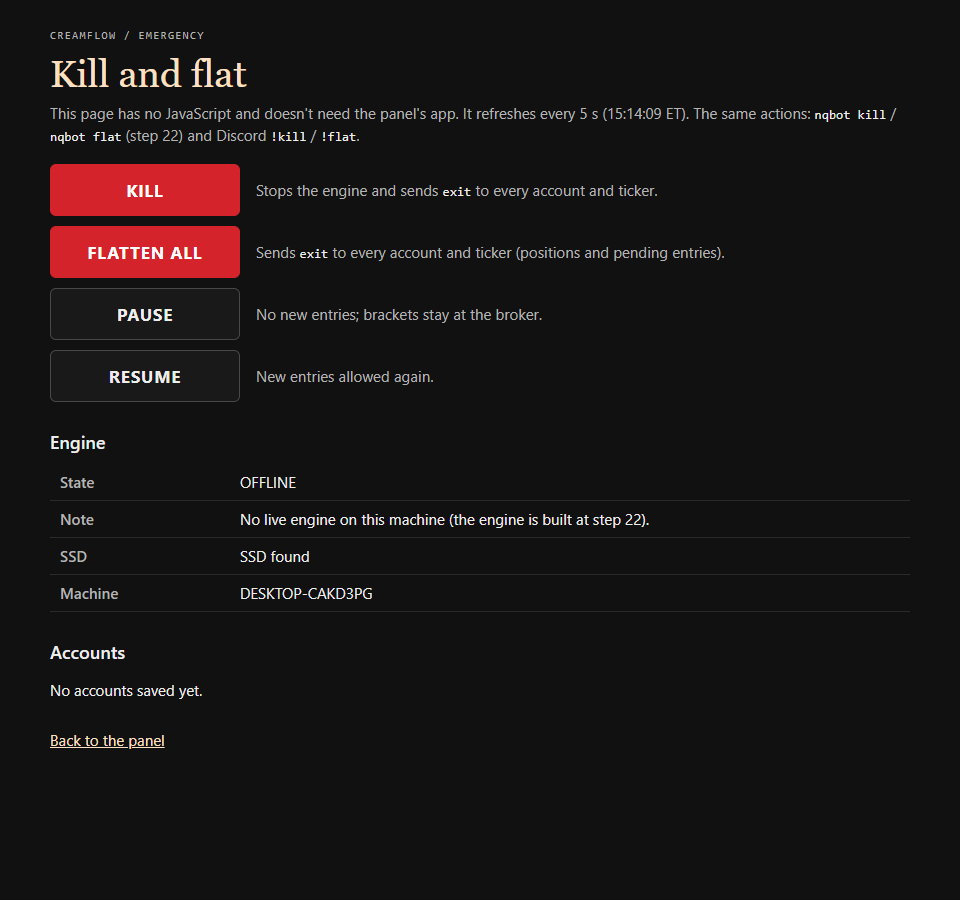 CREAMFLOW / EMERGENCY
Kill and flat
This page has no JavaScript and doesn't need the panel's app. It refreshes every 5 s (15:14:09 ET). The same actions: nqbot kill /
nqbot flat (step 22) and Discord !kill / !flat.
KILL
Stops the engine and sends exit to every account and ticker.
FLATTEN ALL
Sends exit to every account and ticker (positions and pending entries).
PAUSE
No new entries; brackets stay at the broker.
RESUME
New entries allowed again.
Engine
State OFFLINE
Note No live engine on this machine (the engine is built at step 22).
SSD SSD found
Machine DESKTOP-CAKD3PG
Accounts
No accounts saved yet.
Back to the panel